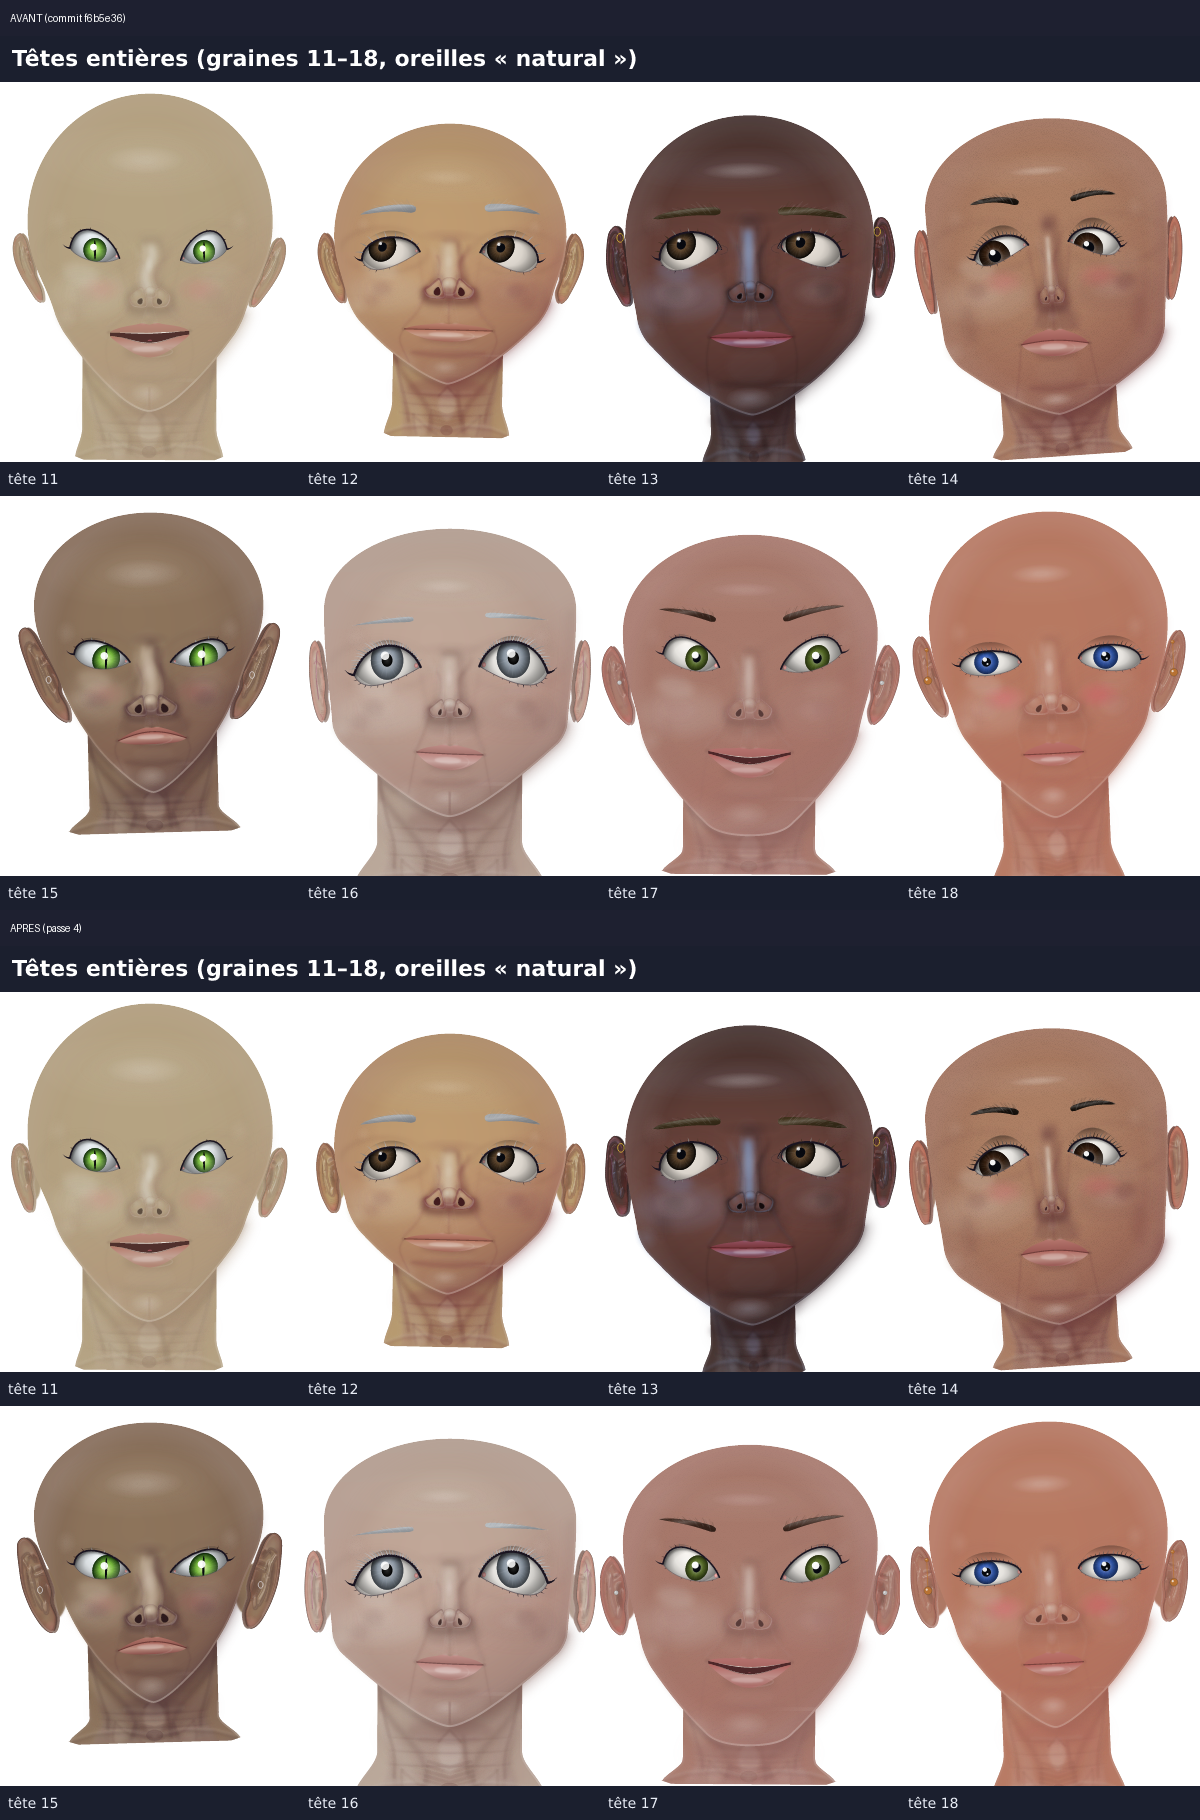 AVANT (commit f6b5e36)
Têtes entières (graines 11–18, oreilles « natural »)
tête 11 tête 12 tête 13 tête 14
tête 15 tête 16 tête 17 tête 18
APRES (passe 4)
Têtes entières (graines 11–18, oreilles « natural »)
tête 11 tête 12 tête 13 tête 14
tête 15 tête 16 tête 17 tête 18